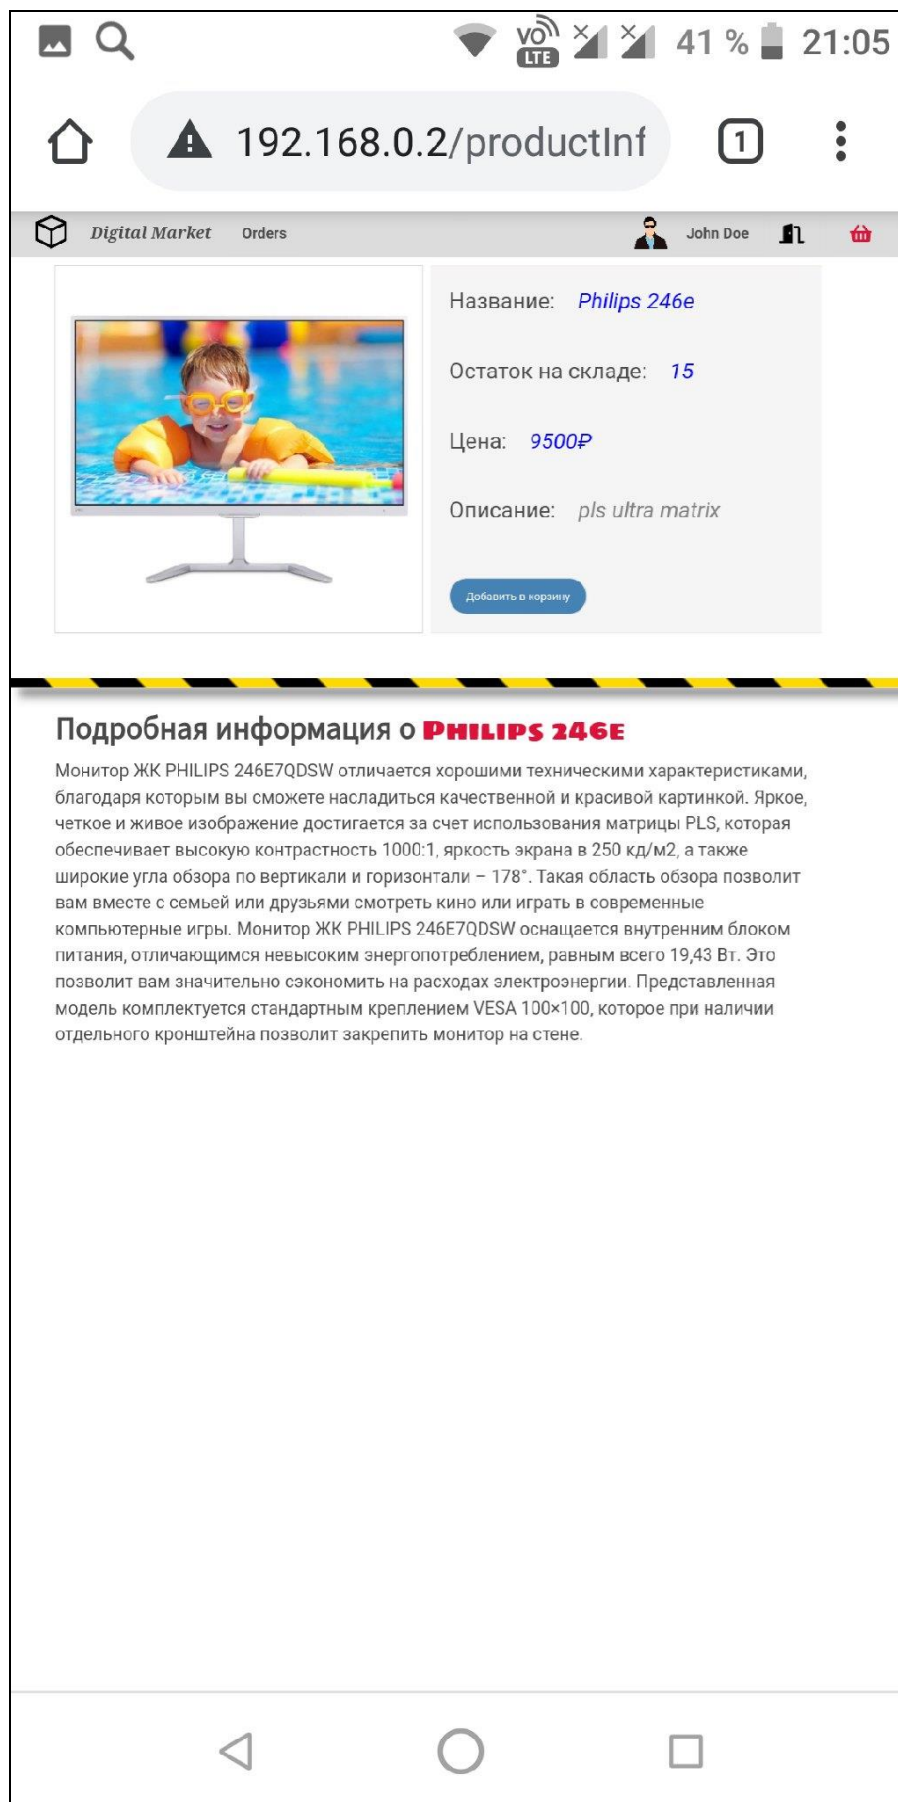 VO LTE 41 % 21:05
192.168.0.2/productInf 1
Digital Market Orders John Doe
Название: Philips 246e
Остаток на складе: 15
Цена: 9500₽
Описание: pls ultra matrix
Добавить в корзину
Подробная информация о PHILIPS 246E
Монитор ЖК PHILIPS 246E7QDSW отличается хорошими техническими характеристиками,
благодаря которым вы сможете насладиться качественной и красивой картинкой. Яркое,
четкое и живое изображение достигается за счет использования матрицы PLS, которая
обеспечивает высокую контрастность 1000:1, яркость экрана в 250 кд/м2, а также
широкие угла обзора по вертикали и горизонтали – 178°. Такая область обзора позволит
вам вместе с семьей или друзьями смотреть кино или играть в современные
компьютерные игры. Монитор ЖК PHILIPS 246E7QDSW оснащается внутренним блоком
питания, отличающимся невысоким энергопотреблением, равным всего 19,43 Вт. Это
позволит вам значительно сэкономить на расходах электроэнергии. Представленная
модель комплектуется стандартным креплением VESA 100×100, которое при наличии
отдельного кронштейна позволит закрепить монитор на стене.